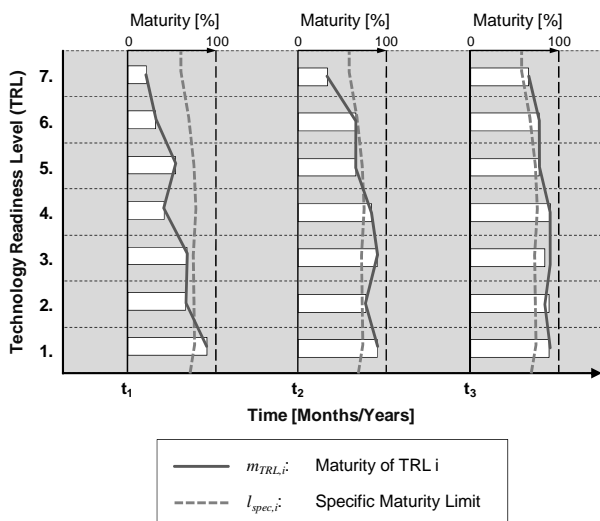 Maturity [%] Maturity [%] Maturity [%]
0 100 0 100 0 100
Technology Readiness Level (TRL)
7.
6.
5.
4.
3.
2.
1.
t1 t2 t3
Time [Months/Years]
mTRL,i: Maturity of TRL i
lspec,i: Specific Maturity Limit